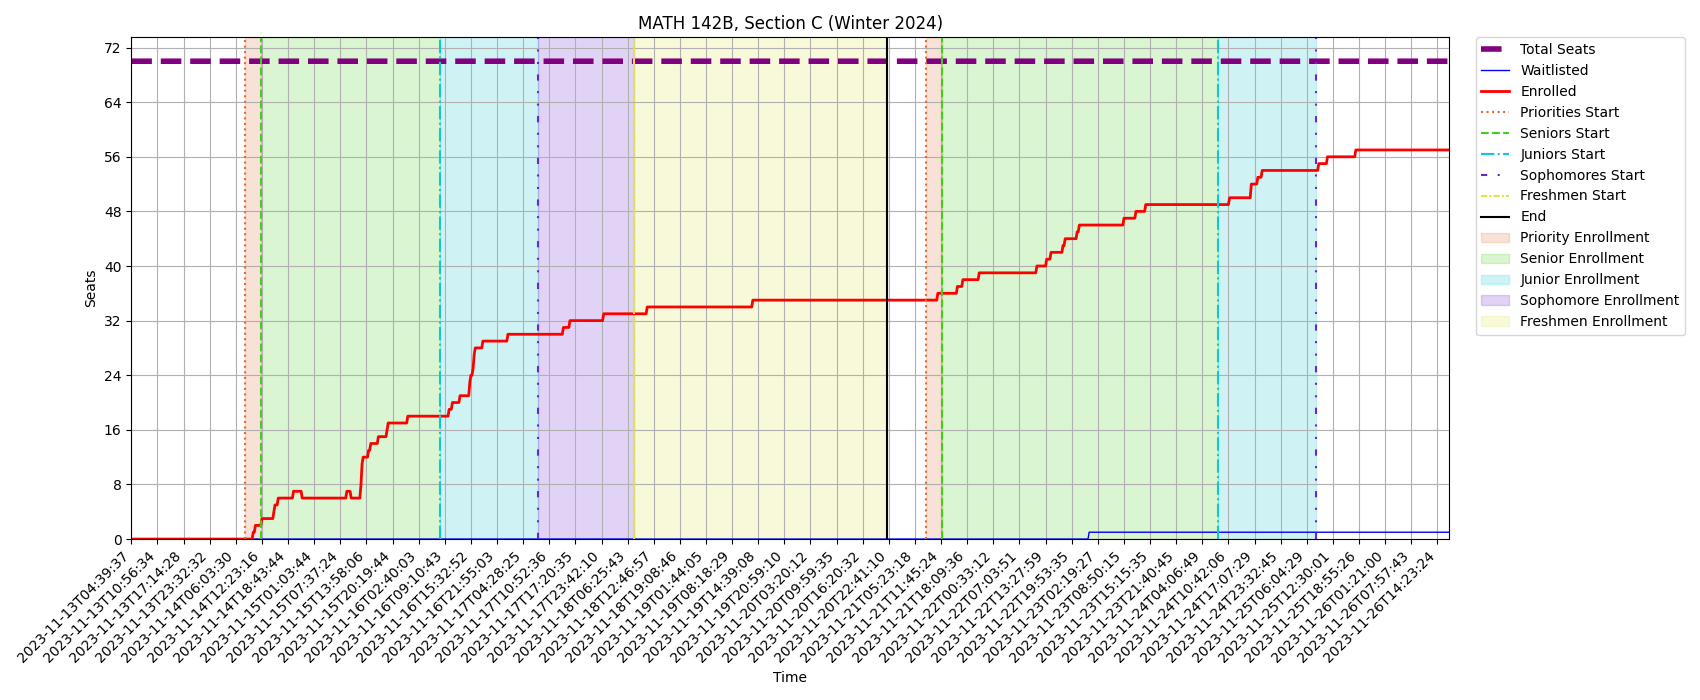 MATH 142B, Section C (Winter 2024)
72
64
56
48
40
32
24
16
8
0
Seats
2023-11-13T04:39:37
2023-11-13T10:56:34
2023-11-13T17:14:28
2023-11-13T23:32:32
2023-11-14T06:03:30
2023-11-14T12:23:16
2023-11-14T18:43:44
2023-11-15T01:03:44
2023-11-15T07:37:24
2023-11-15T13:58:06
2023-11-15T20:19:44
2023-11-16T02:40:03
2023-11-16T09:10:43
2023-11-16T15:32:52
2023-11-16T21:55:03
2023-11-17T04:28:25
2023-11-17T10:52:36
2023-11-17T17:20:35
2023-11-17T23:42:10
2023-11-18T06:25:43
2023-11-18T12:46:57
2023-11-18T19:08:46
2023-11-19T01:44:05
2023-11-19T08:18:29
2023-11-19T14:39:08
2023-11-19T20:59:10
2023-11-20T03:20:12
2023-11-20T09:59:35
2023-11-20T16:20:32
2023-11-20T22:41:10
2023-11-21T05:23:18
2023-11-21T11:45:24
2023-11-21T18:09:36
2023-11-22T00:33:12
2023-11-22T07:03:51
2023-11-22T13:27:59
2023-11-22T19:53:35
2023-11-23T02:19:27
2023-11-23T08:50:15
2023-11-23T15:15:35
2023-11-23T21:40:45
2023-11-24T04:06:49
2023-11-24T10:42:06
2023-11-24T17:07:29
2023-11-24T23:32:45
2023-11-25T06:04:29
2023-11-25T12:30:01
2023-11-25T18:55:26
2023-11-26T01:21:00
2023-11-26T07:57:43
2023-11-26T14:23:24
Time
Total Seats
Waitlisted
Enrolled
Priorities Start
Seniors Start
Juniors Start
Sophomores Start
Freshmen Start
End
Priority Enrollment
Senior Enrollment
Junior Enrollment
Sophomore Enrollment
Freshmen Enrollment